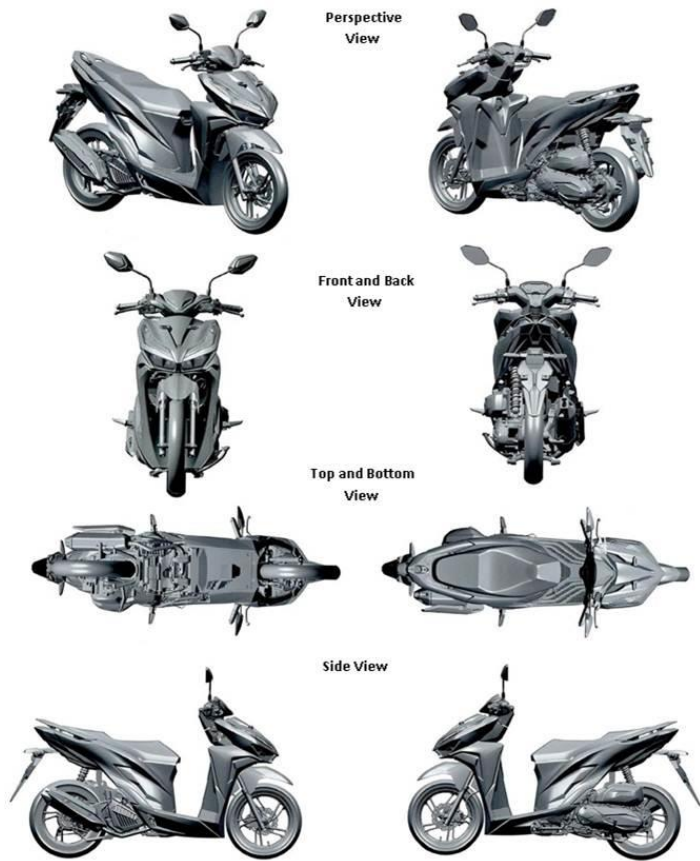 Perspective
View
Front and Back
View
Top and Bottom
View
Side View